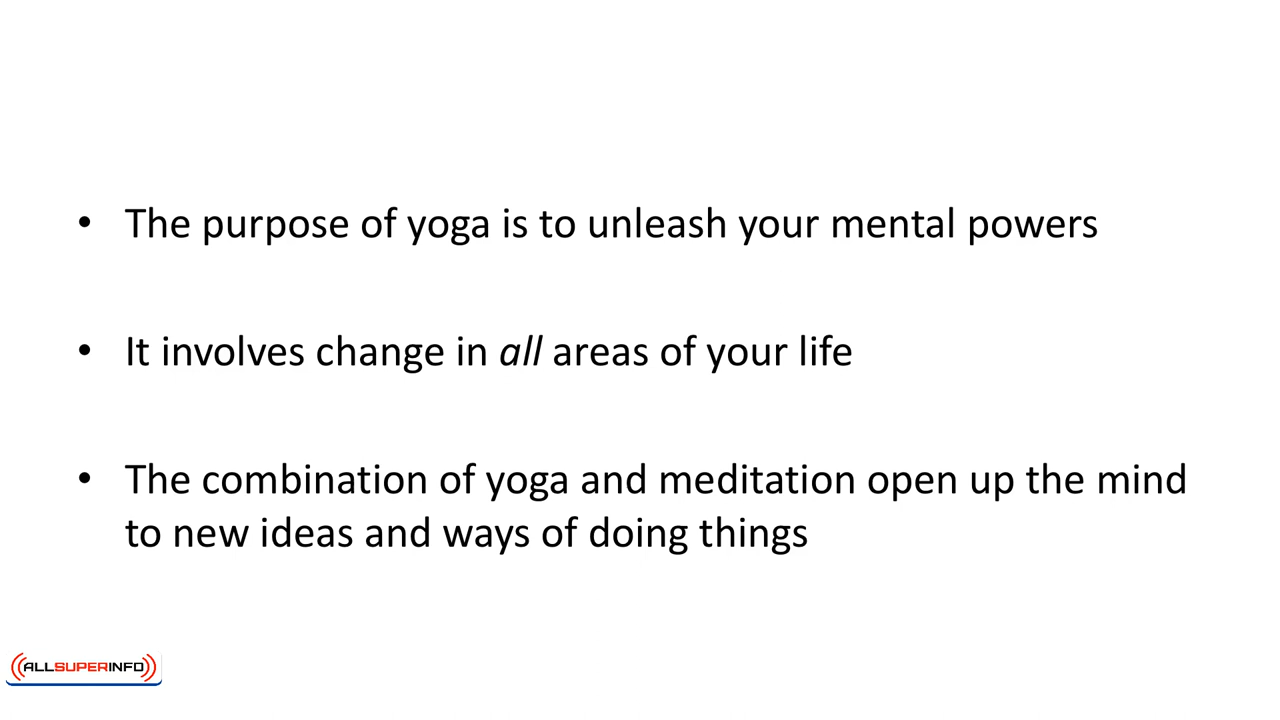 • The purpose of yoga is to unleash your mental powers
• It involves change in all areas of your life
• The combination of yoga and meditation open up the mind
to new ideas and ways of doing things
ALLSUPERINFO